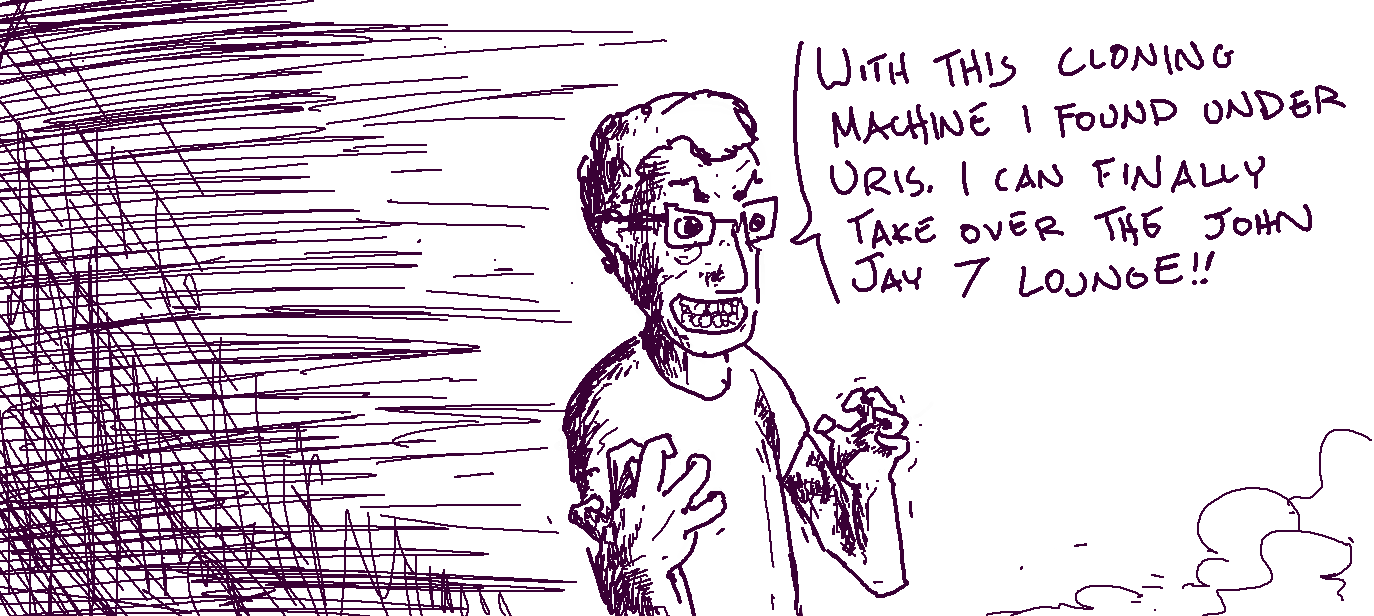 WITH THIS CLONING
MACHINE I FOUND UNDER
URIS. I CAN FINALLY
TAKE OVER THE JOHN
JAY 7 LOUNGE!!